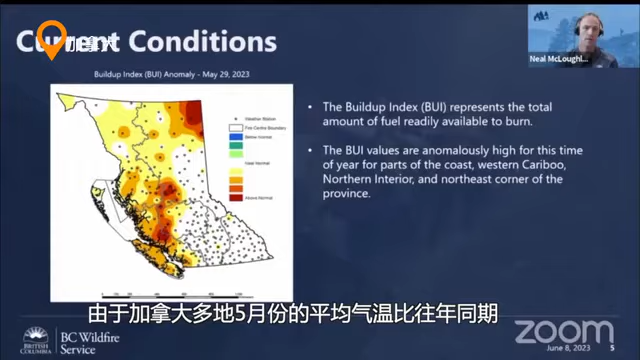 Current Conditions
加拿大
Neal McLoughl...
Buildup Index (BUI) Anomaly - May 29, 2023
Weather Station
Fire Centre Boundary
Below Normal
Near Normal
Above Normal
• The Buildup Index (BUI) represents the total
amount of fuel readily available to burn.
• The BUI values are anomalously high for this time
of year for parts of the coast, western Cariboo,
Northern Interior, and northeast corner of the
province.
由于加拿大多地5月份的平均气温比往年同期
BRITISH
COLUMBIA
BC Wildfire
Service
zoom
June 8, 2023
5